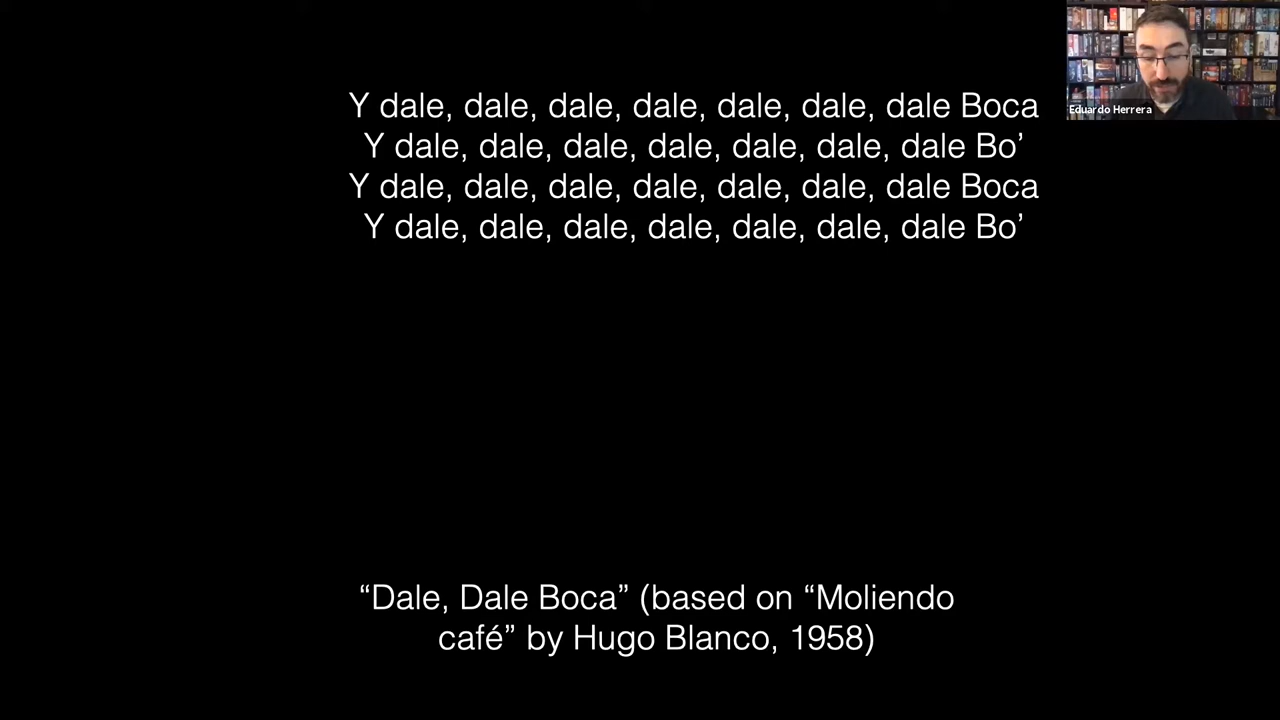 Y dale, dale, dale, dale, dale, dale, dale Boca
Y dale, dale, dale, dale, dale, dale, dale Bo’
Y dale, dale, dale, dale, dale, dale, dale Boca
Y dale, dale, dale, dale, dale, dale, dale Bo’
“Dale, Dale Boca” (based on “Moliendo
café” by Hugo Blanco, 1958)
Eduardo Herrera